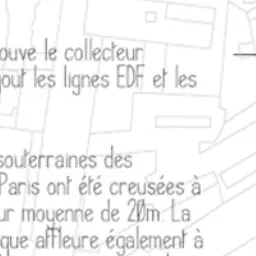 ouve le collecteur
gout les lignes EDF et les
souterraines des
Paris ont été creusées à
ur moyenne de 20m. La
que affleure également à